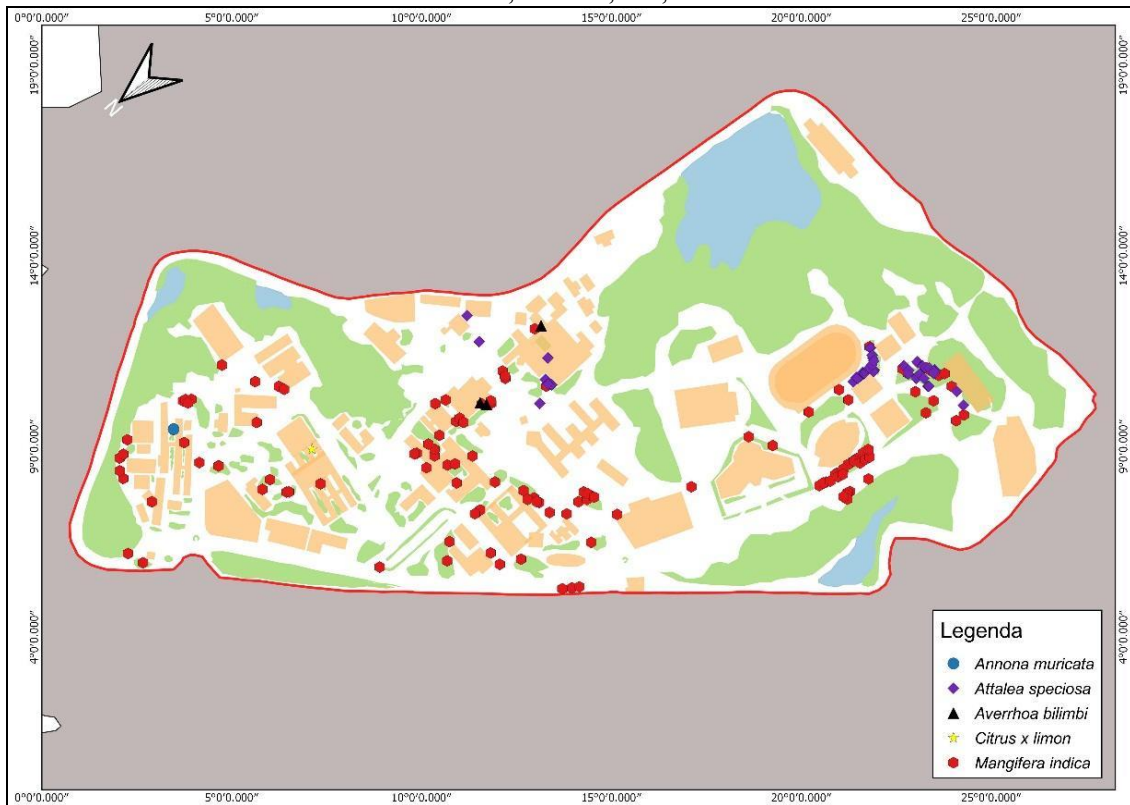 0°0'0.000" 5°0'0.000" 10°0'0.000" 15°0'0.000" 20°0'0.000" 25°0'0.000"
19°0'0.000" 19°0'0.000"
N
14°0'0.000" 14°0'0.000"
9°0'0.000" 9°0'0.000"
4°0'0.000" 4°0'0.000"
Legenda
Annona muricata
Attalea speciosa
Averrhoa bilimbi
Citrus x limon
Mangifera indica
0°0'0.000" 5°0'0.000" 10°0'0.000" 15°0'0.000" 20°0'0.000" 25°0'0.000"